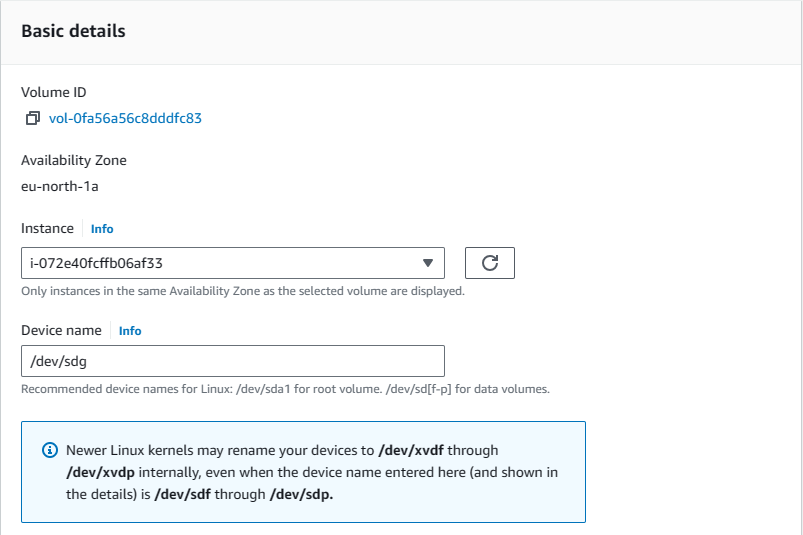 Basic details
Volume ID
vol-0fa56a56c8dddfc83
Availability Zone
eu-north-1a
Instance Info
i-072e40fcffb06af33
Only instances in the same Availability Zone as the selected volume are displayed.
Device name Info
/dev/sdg
Recommended device names for Linux: /dev/sda1 for root volume. /dev/sd[f-p] for data volumes.
Newer Linux kernels may rename your devices to /dev/xvdf through
/dev/xvdp internally, even when the device name entered here (and shown in
the details) is /dev/sdf through /dev/sdp.